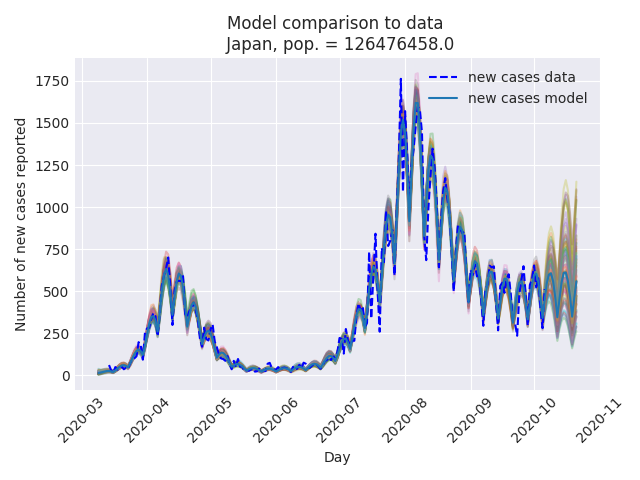 Model comparison to data
Japan, pop. = 126476458.0
new cases data
new cases model
Number of new cases reported
1750
1500
1250
1000
750
500
250
0
2020-03
2020-04
2020-05
2020-06
2020-07
2020-08
2020-09
2020-10
2020-11
Day